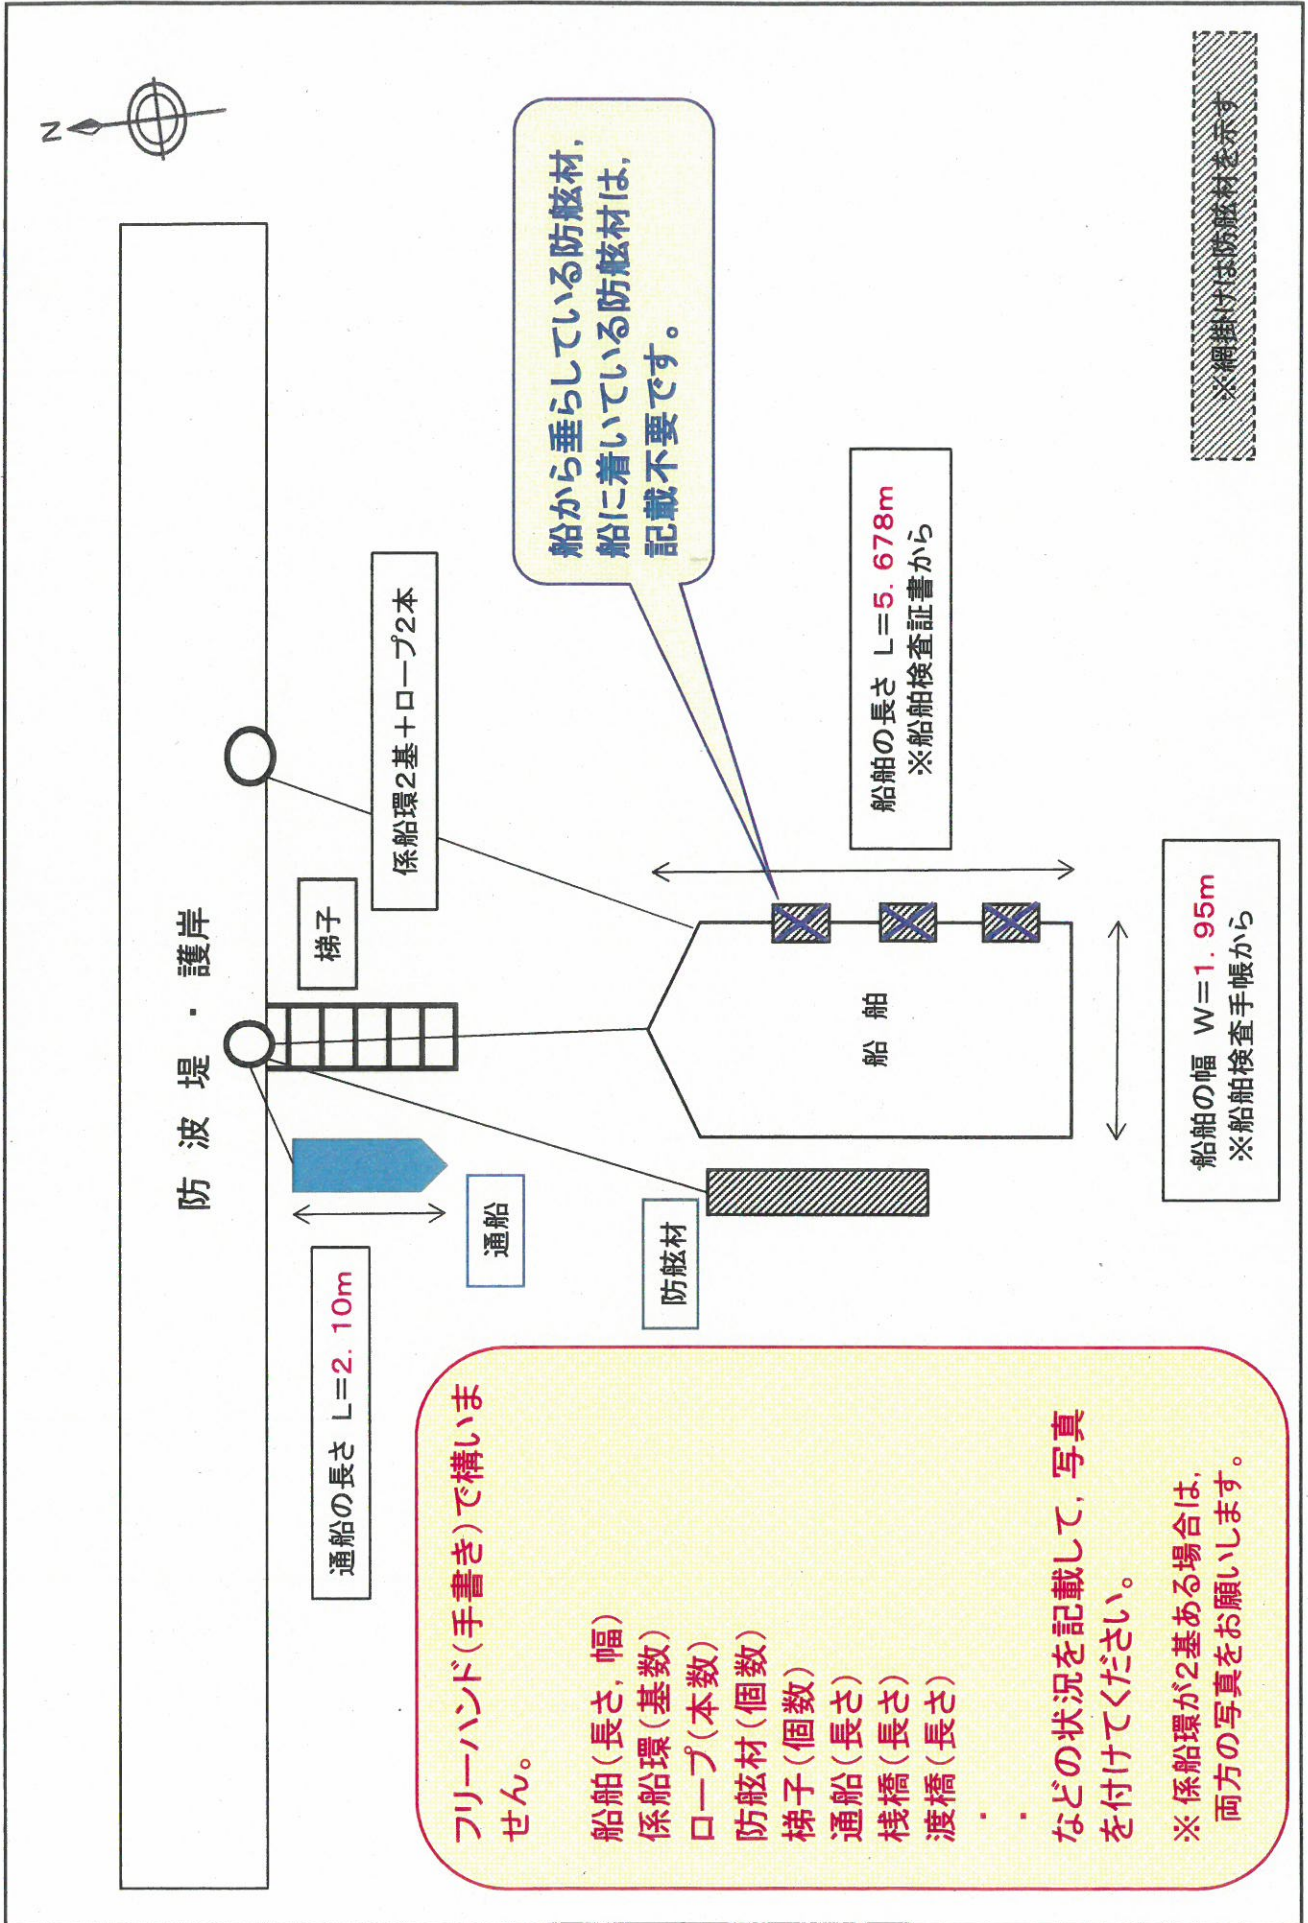 N
防 波 堤 ・ 護岸
梯子
係船環2基＋ロープ2本
船から垂らしている防舷材，
船に着いている防舷材は，
記載不要です。
通船の長さ L＝2．10m
通船
防舷材
船 舶
船舶の長さ L＝5．678m
※船舶検査証書から
船舶の幅 W＝1．95m
※船舶検査手帳から
※網掛けは防舷材を示す
フリーハンド（手書き）で構いま
せん。
船舶（長さ，幅）
係船環（基数）
ロープ（本数）
防舷材（個数）
梯子（個数）
通船（長さ）
桟橋（長さ）
渡橋（長さ）
・
・
などの状況を記載して，写真
を付けてください。
※ 係船環が2基ある場合は，
両方の写真をお願いします。